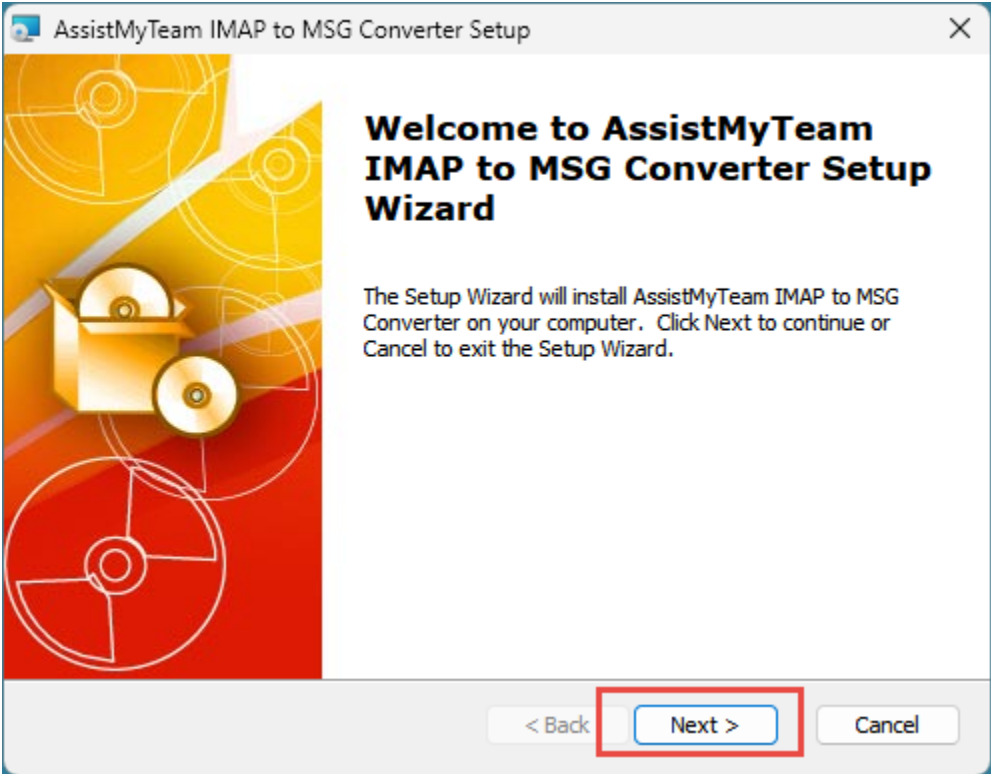 AssistMyTeam IMAP to MSG Converter Setup
Welcome to AssistMyTeam
IMAP to MSG Converter Setup
Wizard
The Setup Wizard will install AssistMyTeam IMAP to MSG
Converter on your computer.  Click Next to continue or
Cancel to exit the Setup Wizard.
< Back
Next >
Cancel